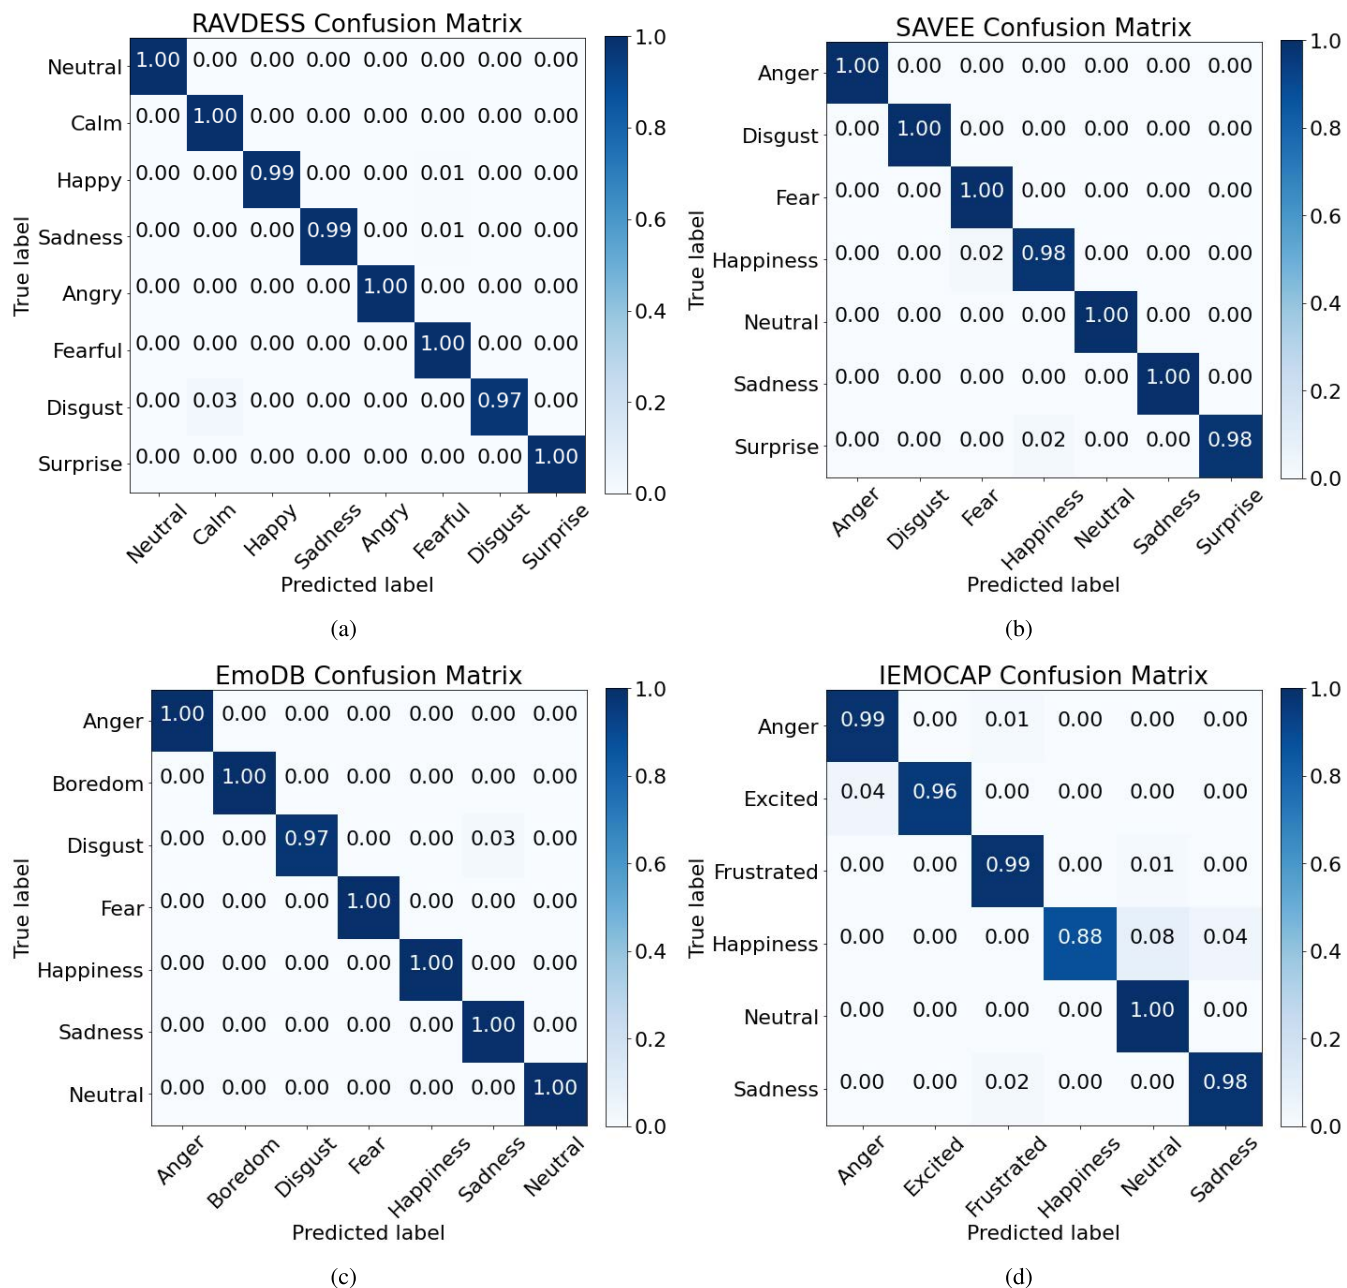 RAVDESS Confusion Matrix
True label
Neutral 1.00 0.00 0.00 0.00 0.00 0.00 0.00 0.00
Calm 0.00 1.00 0.00 0.00 0.00 0.00 0.00 0.00
Happy 0.00 0.00 0.99 0.00 0.00 0.01 0.00 0.00
Sadness 0.00 0.00 0.00 0.99 0.00 0.01 0.00 0.00
Angry 0.00 0.00 0.00 0.00 1.00 0.00 0.00 0.00
Fearful 0.00 0.00 0.00 0.00 0.00 1.00 0.00 0.00
Disgust 0.00 0.03 0.00 0.00 0.00 0.00 0.97 0.00
Surprise 0.00 0.00 0.00 0.00 0.00 0.00 0.00 1.00
Neutral Calm Happy Sadness Angry Fearful Disgust Surprise
Predicted label
1.0
0.8
0.6
0.4
0.2
0.0
(a)
SAVEE Confusion Matrix
True label
Anger 1.00 0.00 0.00 0.00 0.00 0.00 0.00
Disgust 0.00 1.00 0.00 0.00 0.00 0.00 0.00
Fear 0.00 0.00 1.00 0.00 0.00 0.00 0.00
Happiness 0.00 0.00 0.02 0.98 0.00 0.00 0.00
Neutral 0.00 0.00 0.00 0.00 1.00 0.00 0.00
Sadness 0.00 0.00 0.00 0.00 0.00 1.00 0.00
Surprise 0.00 0.00 0.00 0.02 0.00 0.00 0.98
Anger Disgust Fear Happiness Neutral Sadness Surprise
Predicted label
1.0
0.8
0.6
0.4
0.2
0.0
(b)
EmoDB Confusion Matrix
True label
Anger 1.00 0.00 0.00 0.00 0.00 0.00 0.00
Boredom 0.00 1.00 0.00 0.00 0.00 0.00 0.00
Disgust 0.00 0.00 0.97 0.00 0.00 0.03 0.00
Fear 0.00 0.00 0.00 1.00 0.00 0.00 0.00
Happiness 0.00 0.00 0.00 0.00 1.00 0.00 0.00
Sadness 0.00 0.00 0.00 0.00 0.00 1.00 0.00
Neutral 0.00 0.00 0.00 0.00 0.00 0.00 1.00
Anger Boredom Disgust Fear Happiness Sadness Neutral
Predicted label
1.0
0.8
0.6
0.4
0.2
0.0
(c)
IEMOCAP Confusion Matrix
True label
Anger 0.99 0.00 0.01 0.00 0.00 0.00
Excited 0.04 0.96 0.00 0.00 0.00 0.00
Frustrated 0.00 0.00 0.99 0.00 0.01 0.00
Happiness 0.00 0.00 0.00 0.88 0.08 0.04
Neutral 0.00 0.00 0.00 0.00 1.00 0.00
Sadness 0.00 0.00 0.02 0.00 0.00 0.98
Anger Excited Frustrated Happiness Neutral Sadness
Predicted label
1.0
0.8
0.6
0.4
0.2
0.0
(d)